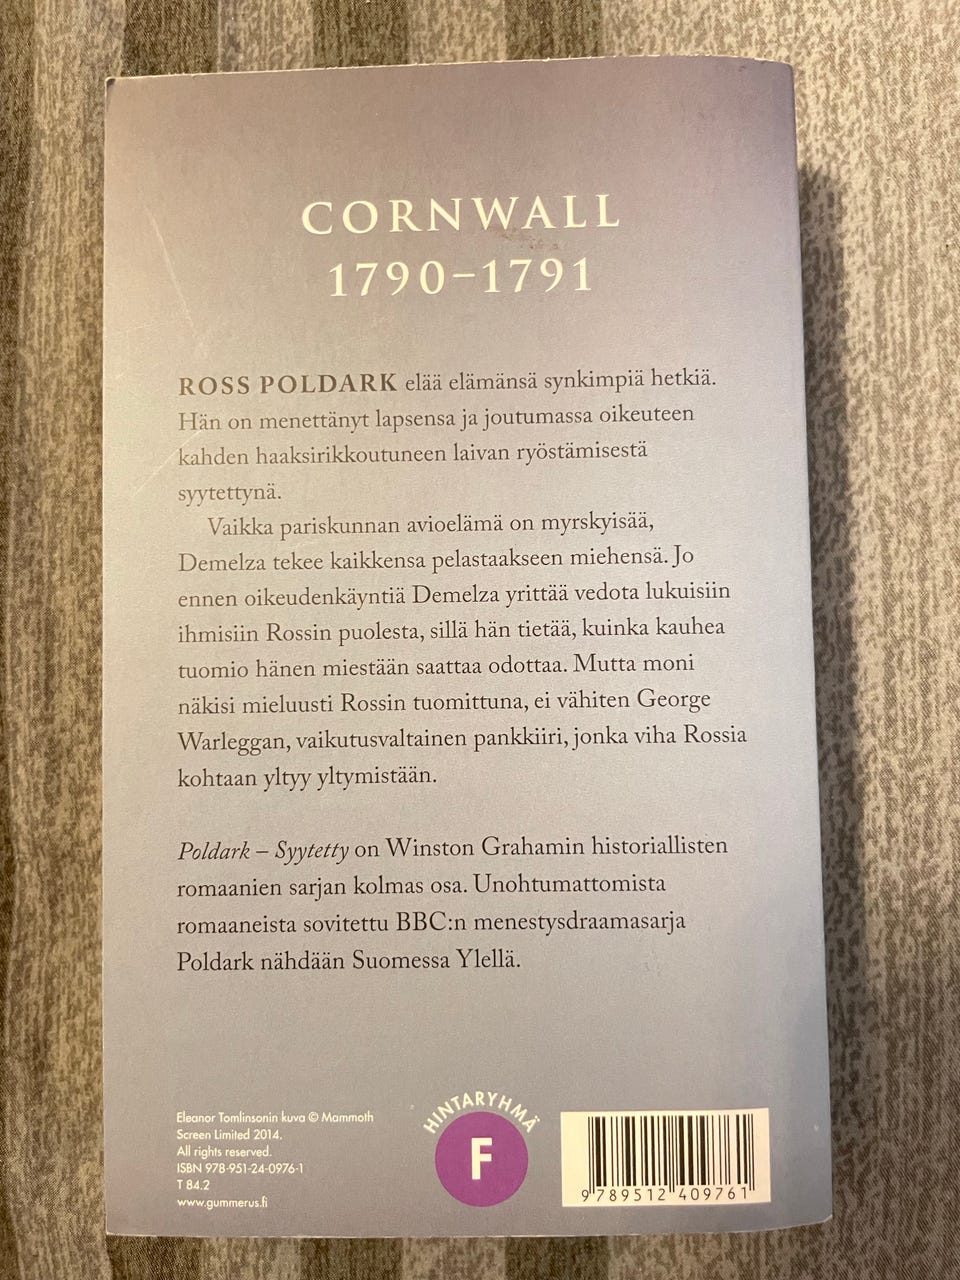 CORNWALL
1790–1791
ROSS POLDARK elää elämänsä synkimpiä hetkiä.
Hän on menettänyt lapsensa ja joutumassa oikeuteen
kahden haaksirikkoutuneen laivan ryöstämisestä
syytettynä.
Vaikka pariskunnan avioelämä on myrskyisää,
Demelza tekee kaikkensa pelastaakseen miehensä. Jo
ennen oikeudenkäyntiä Demelza yrittää vedota lukuisiin
ihmisiin Rossin puolesta, sillä hän tietää, kuinka kauhea
tuomio hänen miestään saattaa odottaa. Mutta moni
näkisi mieluusti Rossin tuomittuna, ei vähiten George
Warleggan, vaikutusvaltainen pankkiiri, jonka viha Rossia
kohtaan yltyy yltymistään.
Poldark – Syytetty on Winston Grahamin historiallisten
romaanien sarjan kolmas osa. Unohtumattomista
romaaneista sovitettu BBC:n menestysdraamasarja
Poldark nähdään Suomessa Ylellä.
Eleanor Tomlinsonin kuva © Mammoth
Screen Limited 2014.
All rights reserved.
ISBN 978-951-24-0976-1
T 84.2
www.gummerus.fi
HINTARYHMÄ
F
9 789512 409761